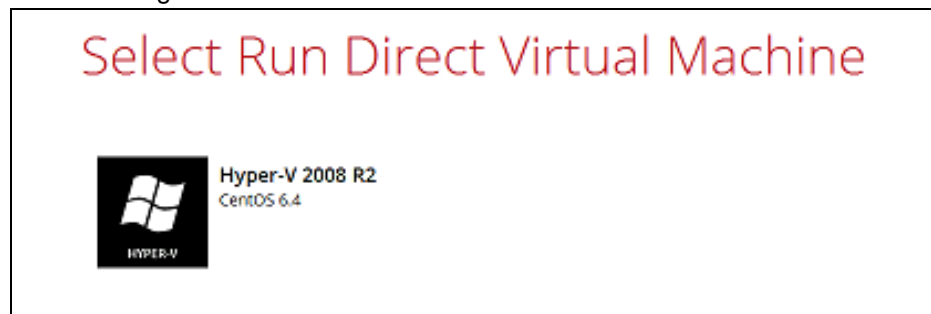 Select Run Direct Virtual Machine
Hyper-V 2008 R2
CentOS 6.4
HYPER-V